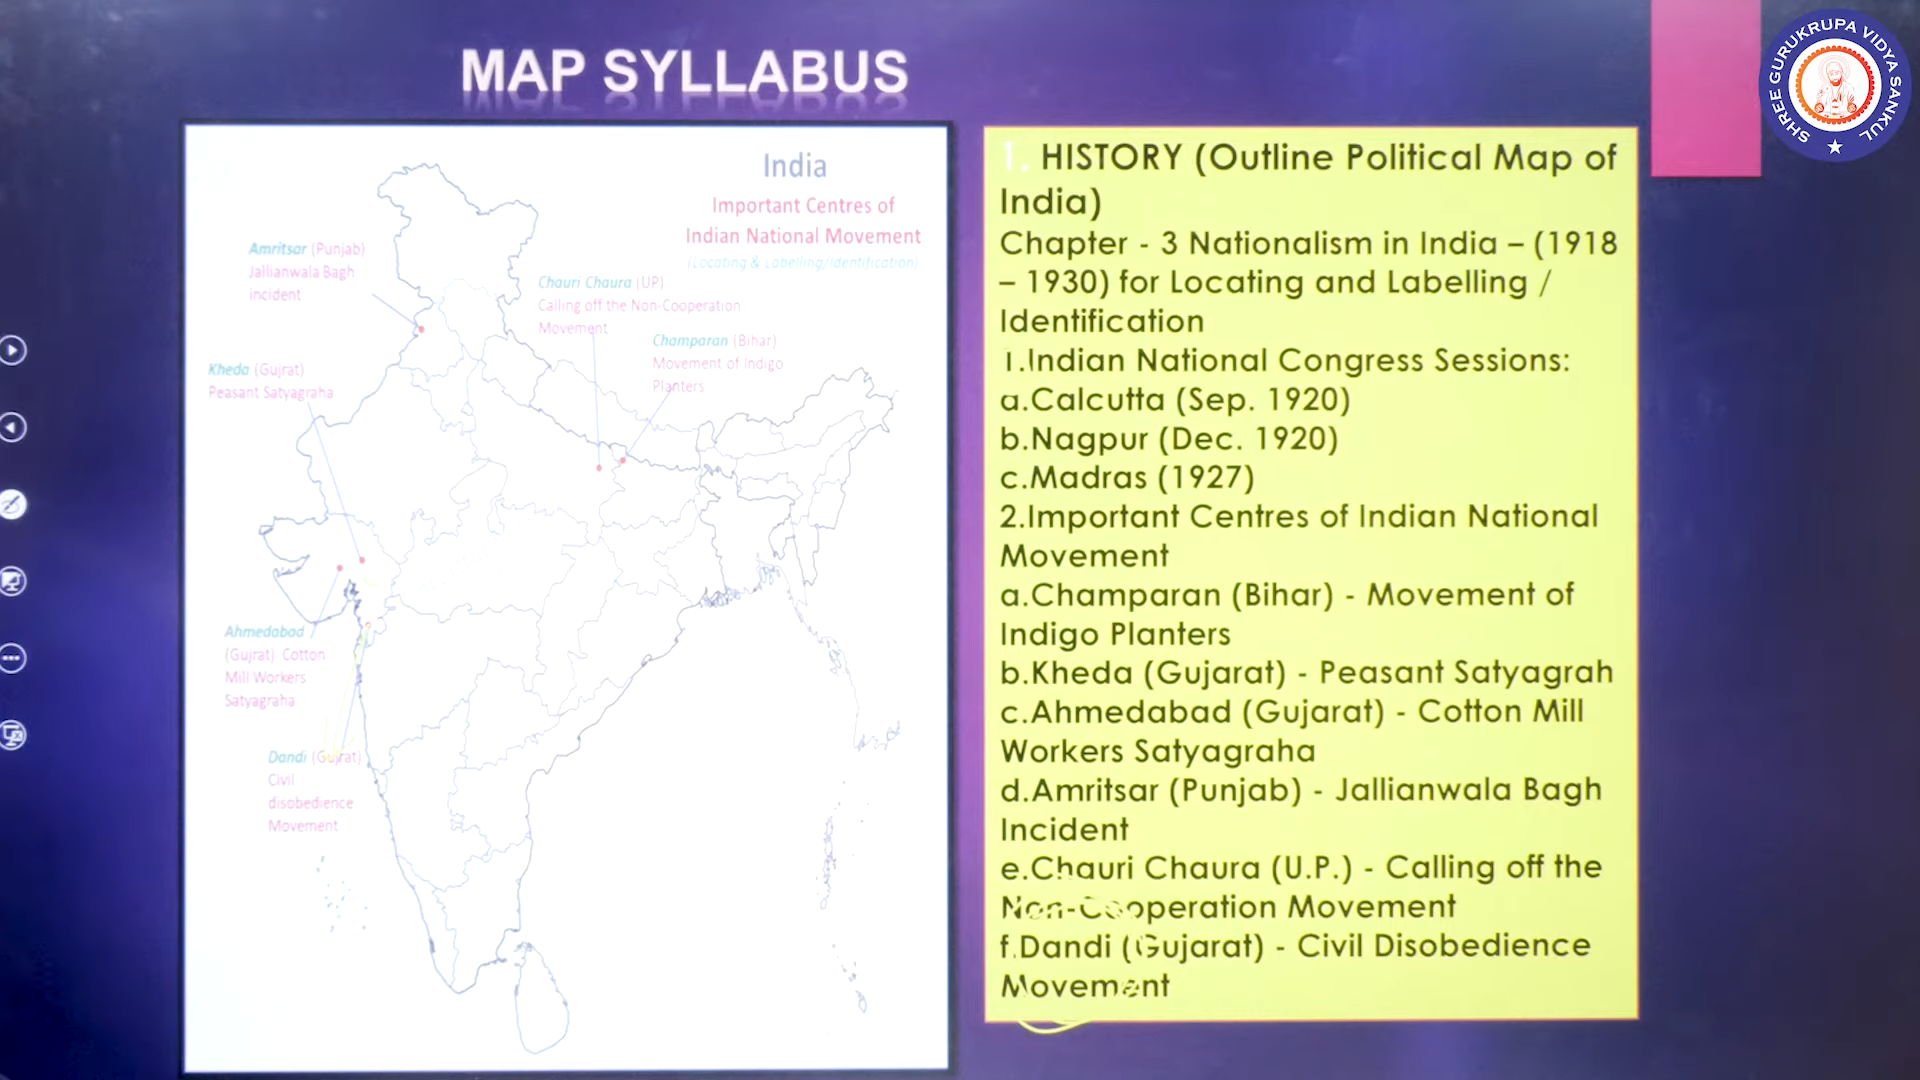 MAP SYLLABUS
SHREE GURUKRUPA VIDYA SANKUL
India
Important Centres of
Indian National Movement
(Locating & Labelling/Identification)
Amritsar (Punjab)
Jallianwala Bagh
incident
Chauri Chaura (UP)
Calling off the Non-Cooperation
Movement
Champaran (Bihar)
Movement of Indigo
Planters
Kheda (Gujrat)
Peasant Satyagraha
Ahmedabad
(Gujrat) Cotton
Mill Workers
Satyagraha
Dandi (Gujrat)
Civil
disobedience
Movement
1. HISTORY (Outline Political Map of
India)
Chapter - 3 Nationalism in India – (1918
– 1930) for Locating and Labelling /
Identification
1.Indian National Congress Sessions:
a.Calcutta (Sep. 1920)
b.Nagpur (Dec. 1920)
c.Madras (1927)
2.Important Centres of Indian National
Movement
a.Champaran (Bihar) - Movement of
Indigo Planters
b.Kheda (Gujarat) - Peasant Satyagrah
c.Ahmedabad (Gujarat) - Cotton Mill
Workers Satyagraha
d.Amritsar (Punjab) - Jallianwala Bagh
Incident
e.Chauri Chaura (U.P.) - Calling off the
Non-Cooperation Movement
f.Dandi (Gujarat) - Civil Disobedience
Movement